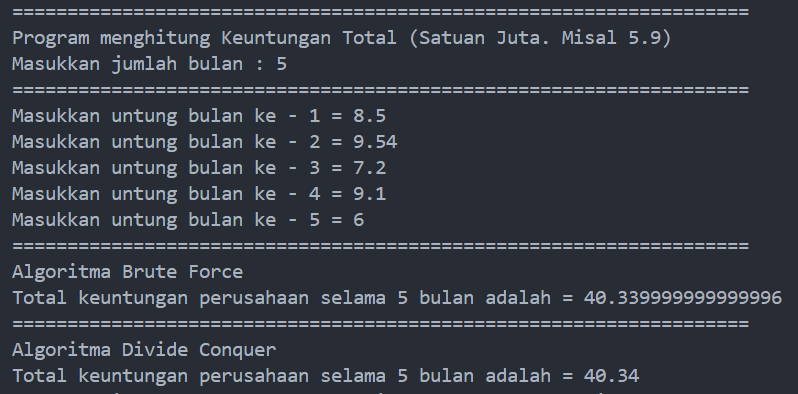 ===================================================================
Program menghitung Keuntungan Total (Satuan Juta. Misal 5.9)
Masukkan jumlah bulan : 5
===================================================================
Masukkan untung bulan ke - 1 = 8.5
Masukkan untung bulan ke - 2 = 9.54
Masukkan untung bulan ke - 3 = 7.2
Masukkan untung bulan ke - 4 = 9.1
Masukkan untung bulan ke - 5 = 6
===================================================================
Algoritma Brute Force
Total keuntungan perusahaan selama 5 bulan adalah = 40.339999999999996
===================================================================
Algoritma Divide Conquer
Total keuntungan perusahaan selama 5 bulan adalah = 40.34